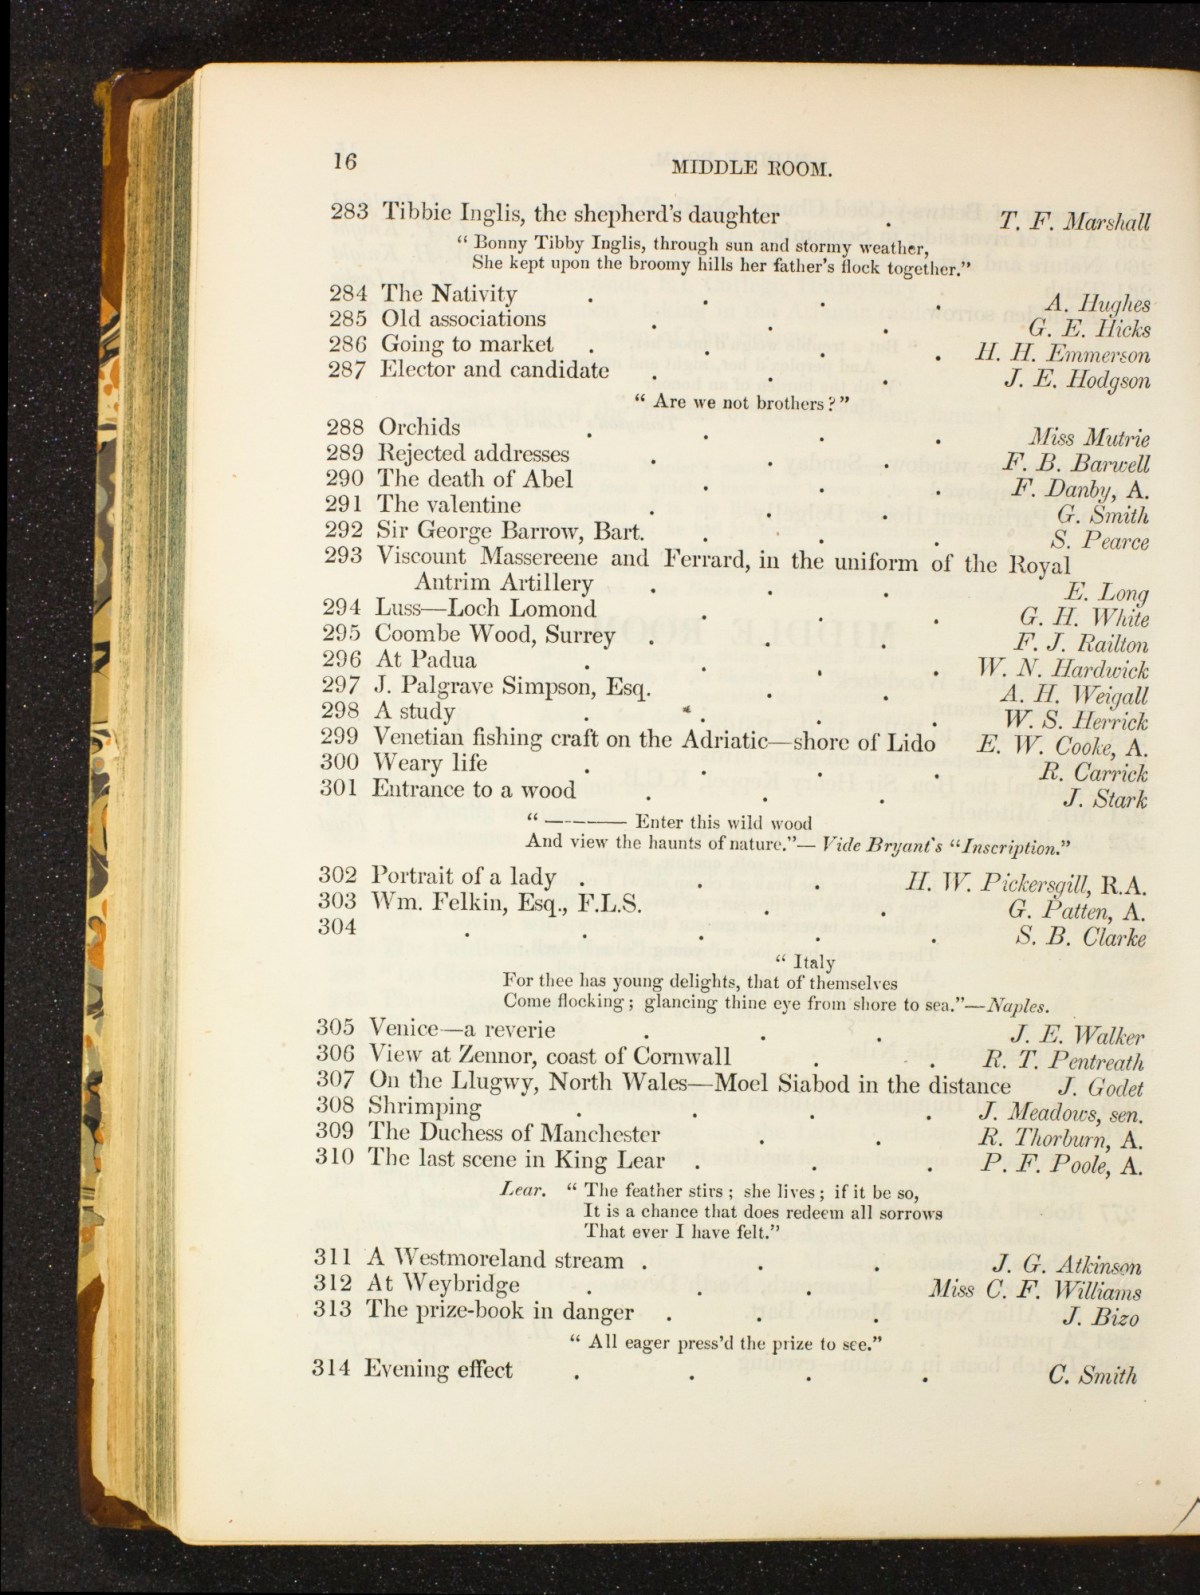 16 MIDDLE ROOM.
283 Tibbie Inglis, the shepherd's daughter . T. F. Marshall
“ Bonny Tibby Inglis, through sun and stormy weather,
She kept upon the broomy hills her father's flock together.”
284 The Nativity . . . . A. Hughes
285 Old associations . . . G. E. Hicks
286 Going to market . . . . H. H. Emmerson
287 Elector and candidate . . . J. E. Hodgson
“ Are we not brothers ? ”
288 Orchids . . . . Miss Mutrie
289 Rejected addresses . . . F. B. Barwell
290 The death of Abel . . . F. Danby, A.
291 The valentine . . . G. Smith
292 Sir George Barrow, Bart. . . . S. Pearce
293 Viscount Massereene and Ferrard, in the uniform of the Royal
Antrim Artillery . . . E. Long
294 Luss—Loch Lomond . . . G. H. White
295 Coombe Wood, Surrey . . . F. J. Railton
296 At Padua . . . . W. N. Hardwick
297 J. Palgrave Simpson, Esq. . . A. H. Weigall
298 A study . . . . W. S. Herrick
299 Venetian fishing craft on the Adriatic—shore of Lido E. W. Cooke, A.
300 Weary life . . . . R. Carrick
301 Entrance to a wood . . . J. Stark
“ ———— Enter this wild wood
And view the haunts of nature.”— Vide Bryant's “Inscription.”
302 Portrait of a lady . . . H. W. Pickersgill, R.A.
303 Wm. Felkin, Esq., F.L.S. . . G. Patten, A.
304 . . . . . S. B. Clarke
“ Italy
For thee has young delights, that of themselves
Come flocking ; glancing thine eye from shore to sea.”—Naples.
305 Venice—a reverie . . . J. E. Walker
306 View at Zennor, coast of Cornwall . . R. T. Pentreath
307 On the Llugwy, North Wales—Moel Siabod in the distance J. Godet
308 Shrimping . . . . J. Meadows, sen.
309 The Duchess of Manchester . . R. Thorburn, A.
310 The last scene in King Lear . . . P. F. Poole, A.
Lear. “ The feather stirs ; she lives ; if it be so,
It is a chance that does redeem all sorrows
That ever I have felt.”
311 A Westmoreland stream . . . J. G. Atkinson
312 At Weybridge . . . Miss C. F. Williams
313 The prize-book in danger . . . J. Bizo
“ All eager press'd the prize to see.”
314 Evening effect . . . . C. Smith